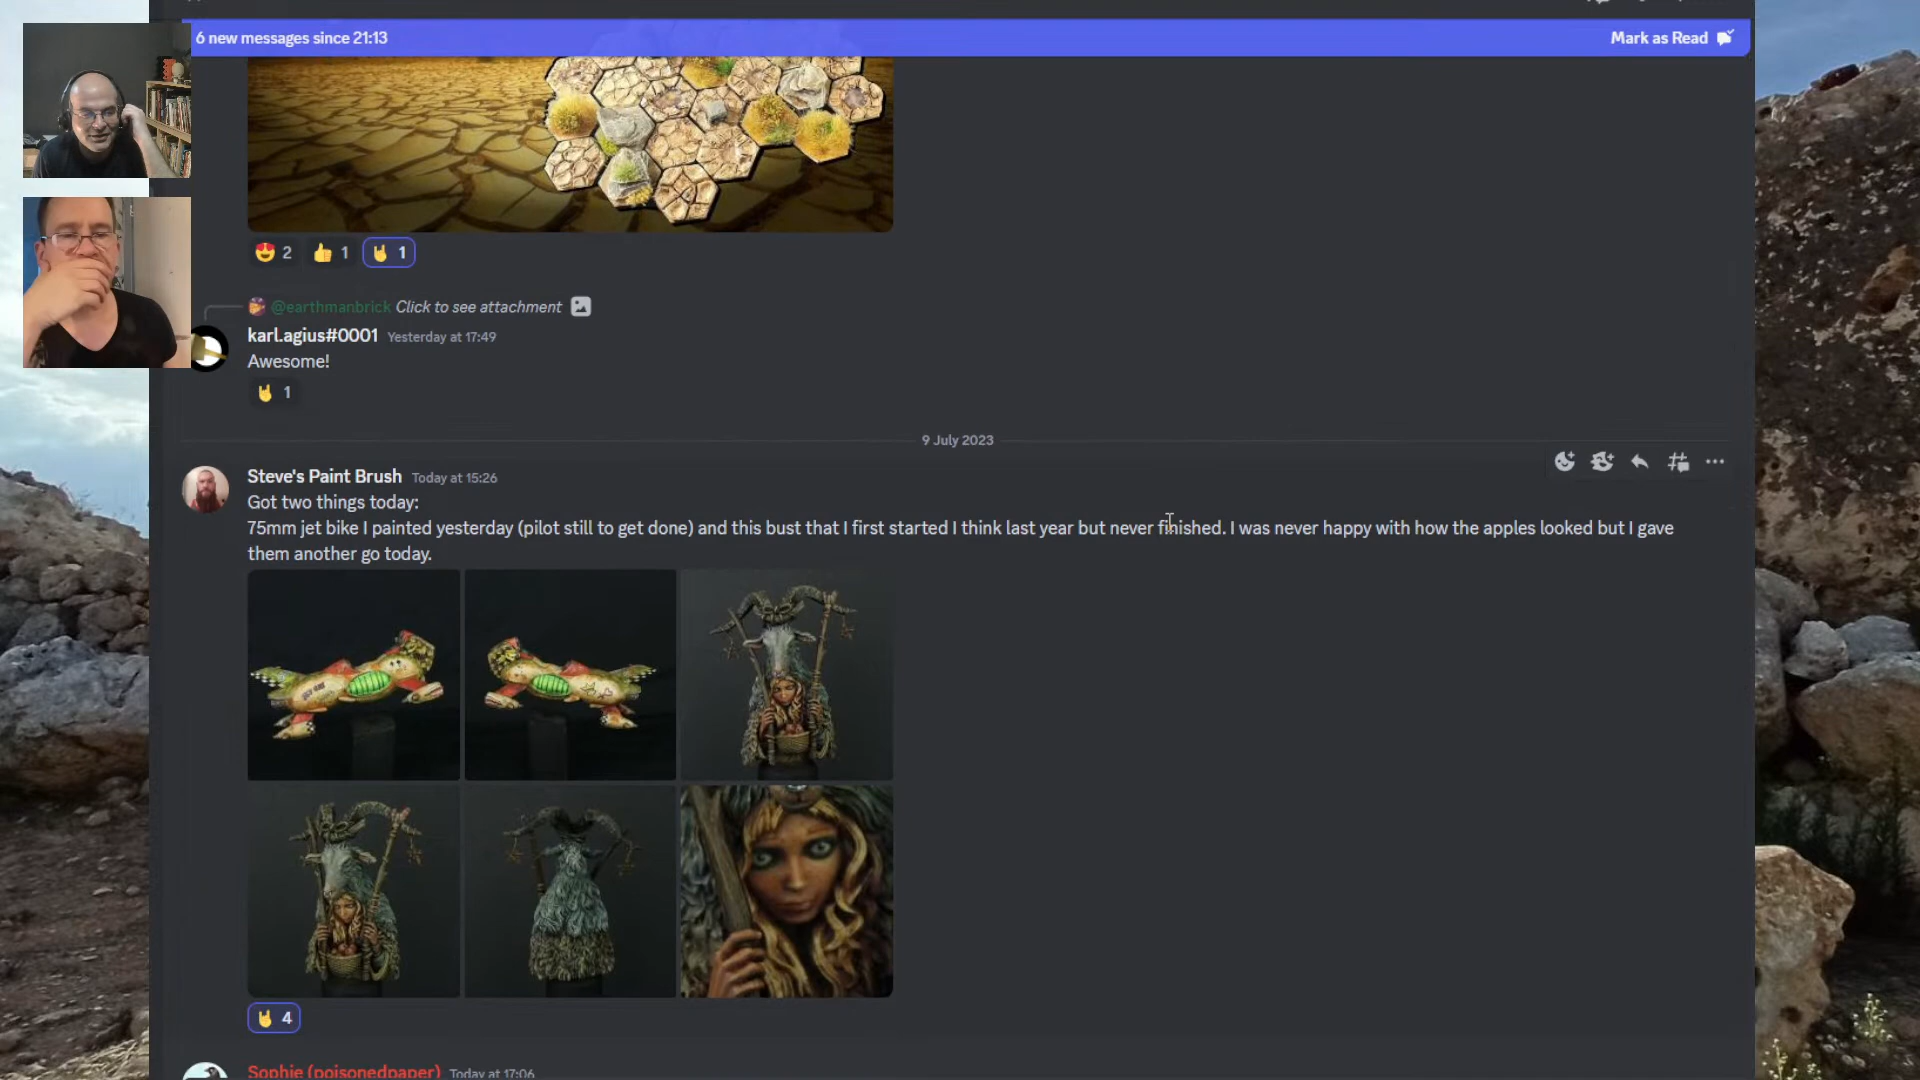 6 new messages since 21:13
Mark as Read
2
1
1
@earthmanbrick Click to see attachment
karl.agius#0001 Yesterday at 17:49
Awesome!
1
9 July 2023
Steve's Paint Brush Today at 15:26
Got two things today:
75mm jet bike I painted yesterday (pilot still to get done) and this bust that I first started I think last year but never finished. I was never happy with how the apples looked but I gave
them another go today.
4
Sophie (poisonedpaper) Today at 17:06